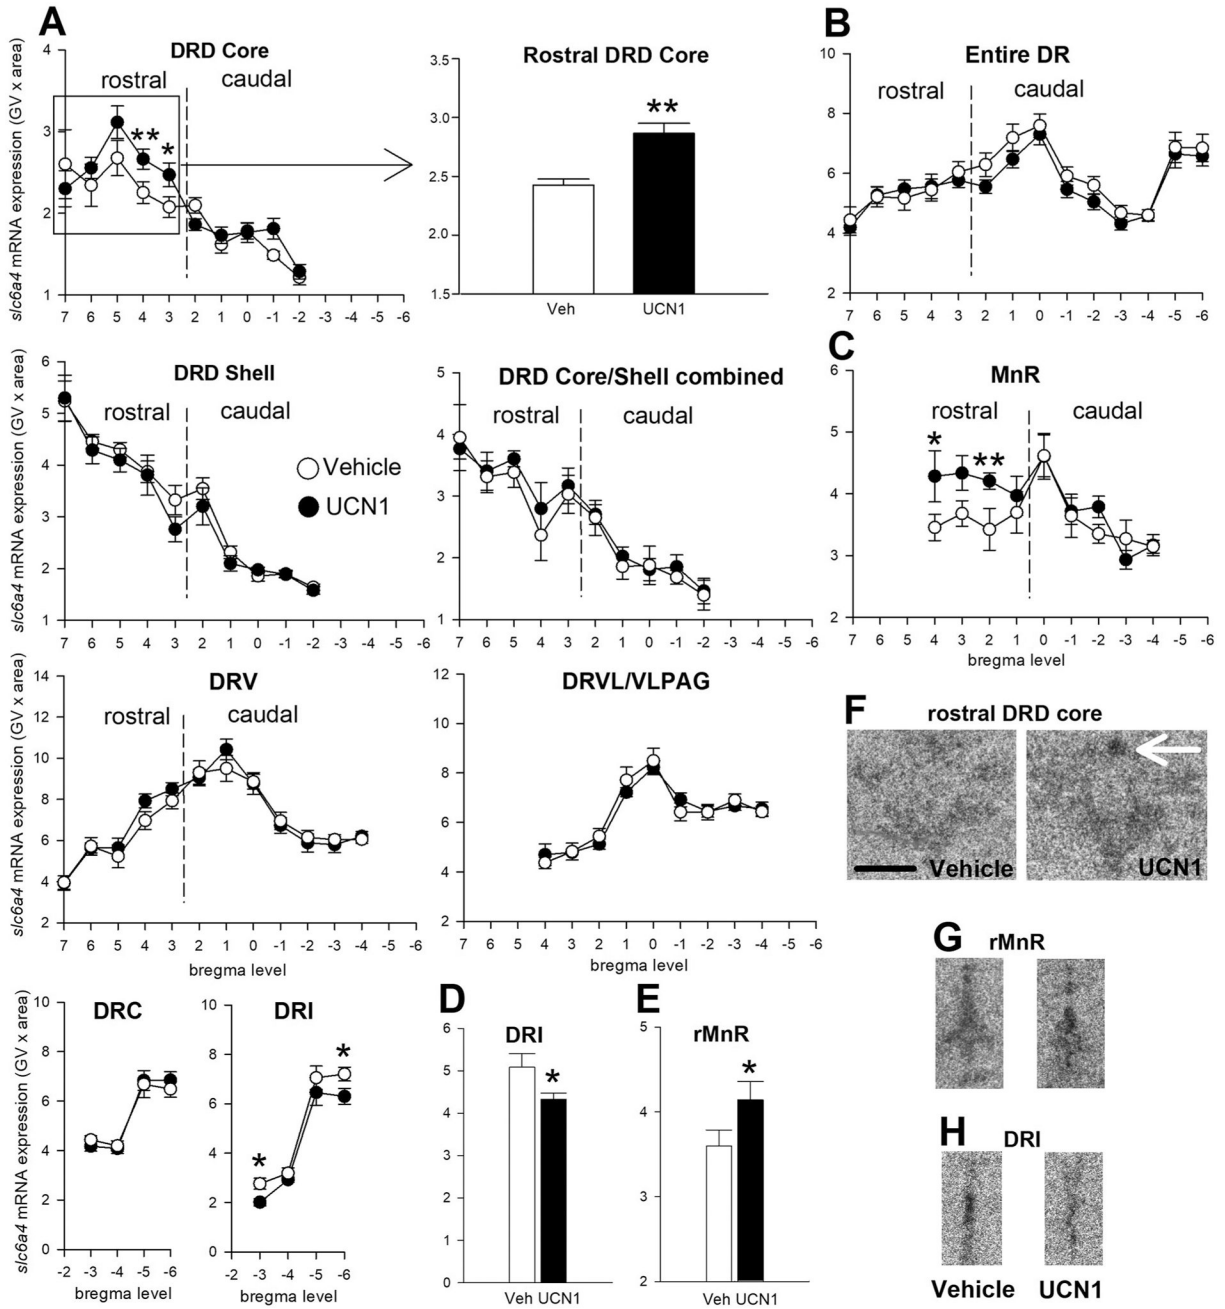 A
DRD Core
rostral
caudal
**
*
slc6a4 mRNA expression (GV x area)
4
3
2
1
7 6 5 4 3 2 1 0 -1 -2 -3 -4 -5 -6
Rostral DRD Core
**
3.5
3.0
2.5
2.0
1.5
Veh UCN1
B
Entire DR
rostral
caudal
10
8
6
4
2
7 6 5 4 3 2 1 0 -1 -2 -3 -4 -5 -6
DRD Shell
rostral
caudal
Vehicle
UCN1
slc6a4 mRNA expression (GV x area)
6
5
4
3
2
1
7 6 5 4 3 2 1 0 -1 -2 -3 -4 -5 -6
DRD Core/Shell combined
rostral
caudal
5
4
3
2
1
7 6 5 4 3 2 1 0 -1 -2 -3 -4 -5 -6
C
MnR
rostral
caudal
*
**
6
5
4
3
2
7 6 5 4 3 2 1 0 -1 -2 -3 -4 -5 -6
bregma level
DRV
rostral
caudal
slc6a4 mRNA expression (GV x area)
14
12
10
8
6
4
2
7 6 5 4 3 2 1 0 -1 -2 -3 -4 -5 -6
bregma level
DRVL/VLPAG
12
10
8
6
4
2
7 6 5 4 3 2 1 0 -1 -2 -3 -4 -5 -6
bregma level
F
rostral DRD core
Vehicle
UCN1
G
rMnR
H
DRI
Vehicle UCN1
DRC
slc6a4 mRNA expression (GV x area)
10
8
6
4
2
0
-2 -3 -4 -5 -6
bregma level
DRI
*
*
10
8
6
4
2
0
-2 -3 -4 -5 -6
bregma level
D
DRI
*
6
5
4
3
2
1
0
Veh UCN1
E
rMnR
*
5
4
3
2
Veh UCN1